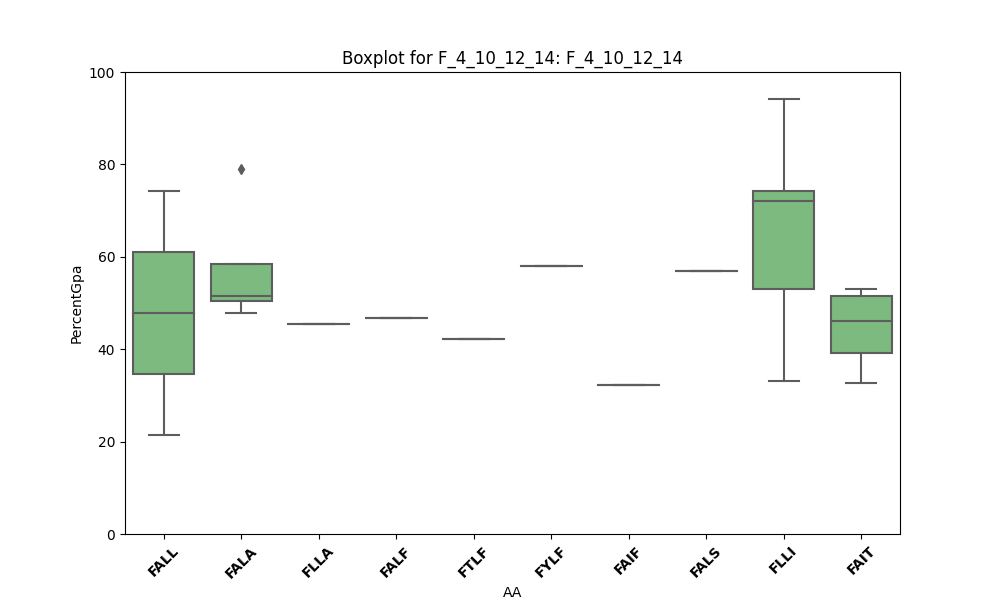 Boxplot for F_4_10_12_14: F_4_10_12_14
100
80
60
40
20
0
PercentGpa
FALL
FALA
FLLA
FALF
FTLF
FYLF
FAIF
FALS
FLLI
FAIT
AA